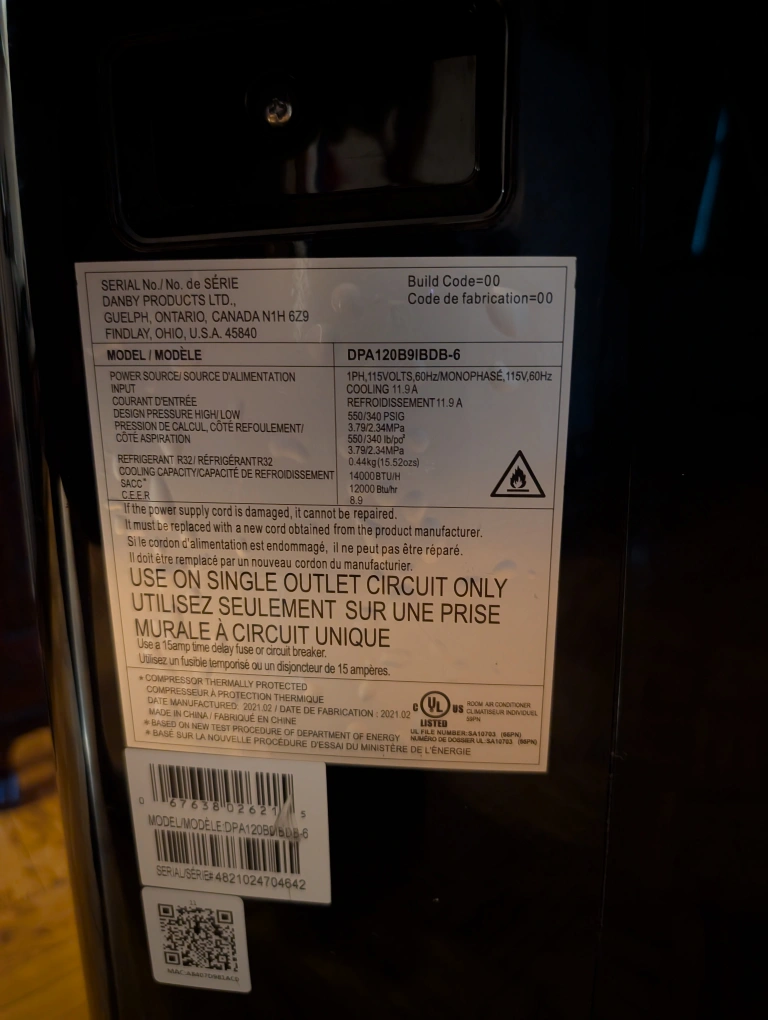 SERIAL No./ No. de SÉRIE
DANBY PRODUCTS LTD.,
GUELPH, ONTARIO, CANADA N1H 6Z9
FINDLAY, OHIO, U.S.A. 45840
Build Code=00
Code de fabrication=00
MODEL / MODÈLE DPA120B9IBDB-6
POWER SOURCE/ SOURCE D'ALIMENTATION 1PH,115VOLTS,60Hz/MONOPHASÉ,115V,60Hz
INPUT COOLING 11.9 A
COURANT D'ENTRÉE REFROIDISSEMENT 11.9 A
DESIGN PRESSURE HIGH/ LOW 550/340 PSIG
PRESSION DE CALCUL, CÔTÉ REFOULEMENT/ 3.79/2.34MPa
CÔTÉ ASPIRATION 550/340 lb/po²
3.79/2.34MPa
REFRIGERANT R32/ RÉFRIGÉRANT R32 0.44kg(15.52ozs)
COOLING CAPACITY/CAPACITÉ DE REFROIDISSEMENT 14000BTU/H
SACC* 12000 Btu/hr
C.E.E.R 8.9
If the power supply cord is damaged, it cannot be repaired.
It must be replaced with a new cord obtained from the product manufacturer.
Si le cordon d'alimentation est endommagé, il ne peut pas être réparé.
Il doit être remplacé par un nouveau cordon du manufacturier.
USE ON SINGLE OUTLET CIRCUIT ONLY
UTILISEZ SEULEMENT SUR UNE PRISE
MURALE À CIRCUIT UNIQUE
Use a 15amp time delay fuse or circuit breaker.
Utilisez un fusible temporisé ou un disjoncteur de 15 ampères.
* COMPRESSOR THERMALLY PROTECTED
COMPRESSEUR À PROTECTION THERMIQUE
DATE MANUFACTURED: 2021.02 / DATE DE FABRICATION : 2021.02
MADE IN CHINA / FABRIQUÉ EN CHINE
* BASED ON NEW TEST PROCEDURE OF DEPARTMENT OF ENERGY
* BASÉ SUR LA NOUVELLE PROCÉDURE D'ESSAI DU MINISTÈRE DE L'ÉNERGIE
C UL US
LISTED
ROOM AIR CONDITIONER
CLIMATISEUR INDIVIDUEL
59PN
UL FILE NUMBER:SA10703 (66PN)
NUMÉRO DE DOSSIER UL:SA10703 (66PN)
0 67638 02621 5
MODEL/MODÈLE:DPA120B9IBDB-6
SERIAL/SÉRIE# 4821024704642